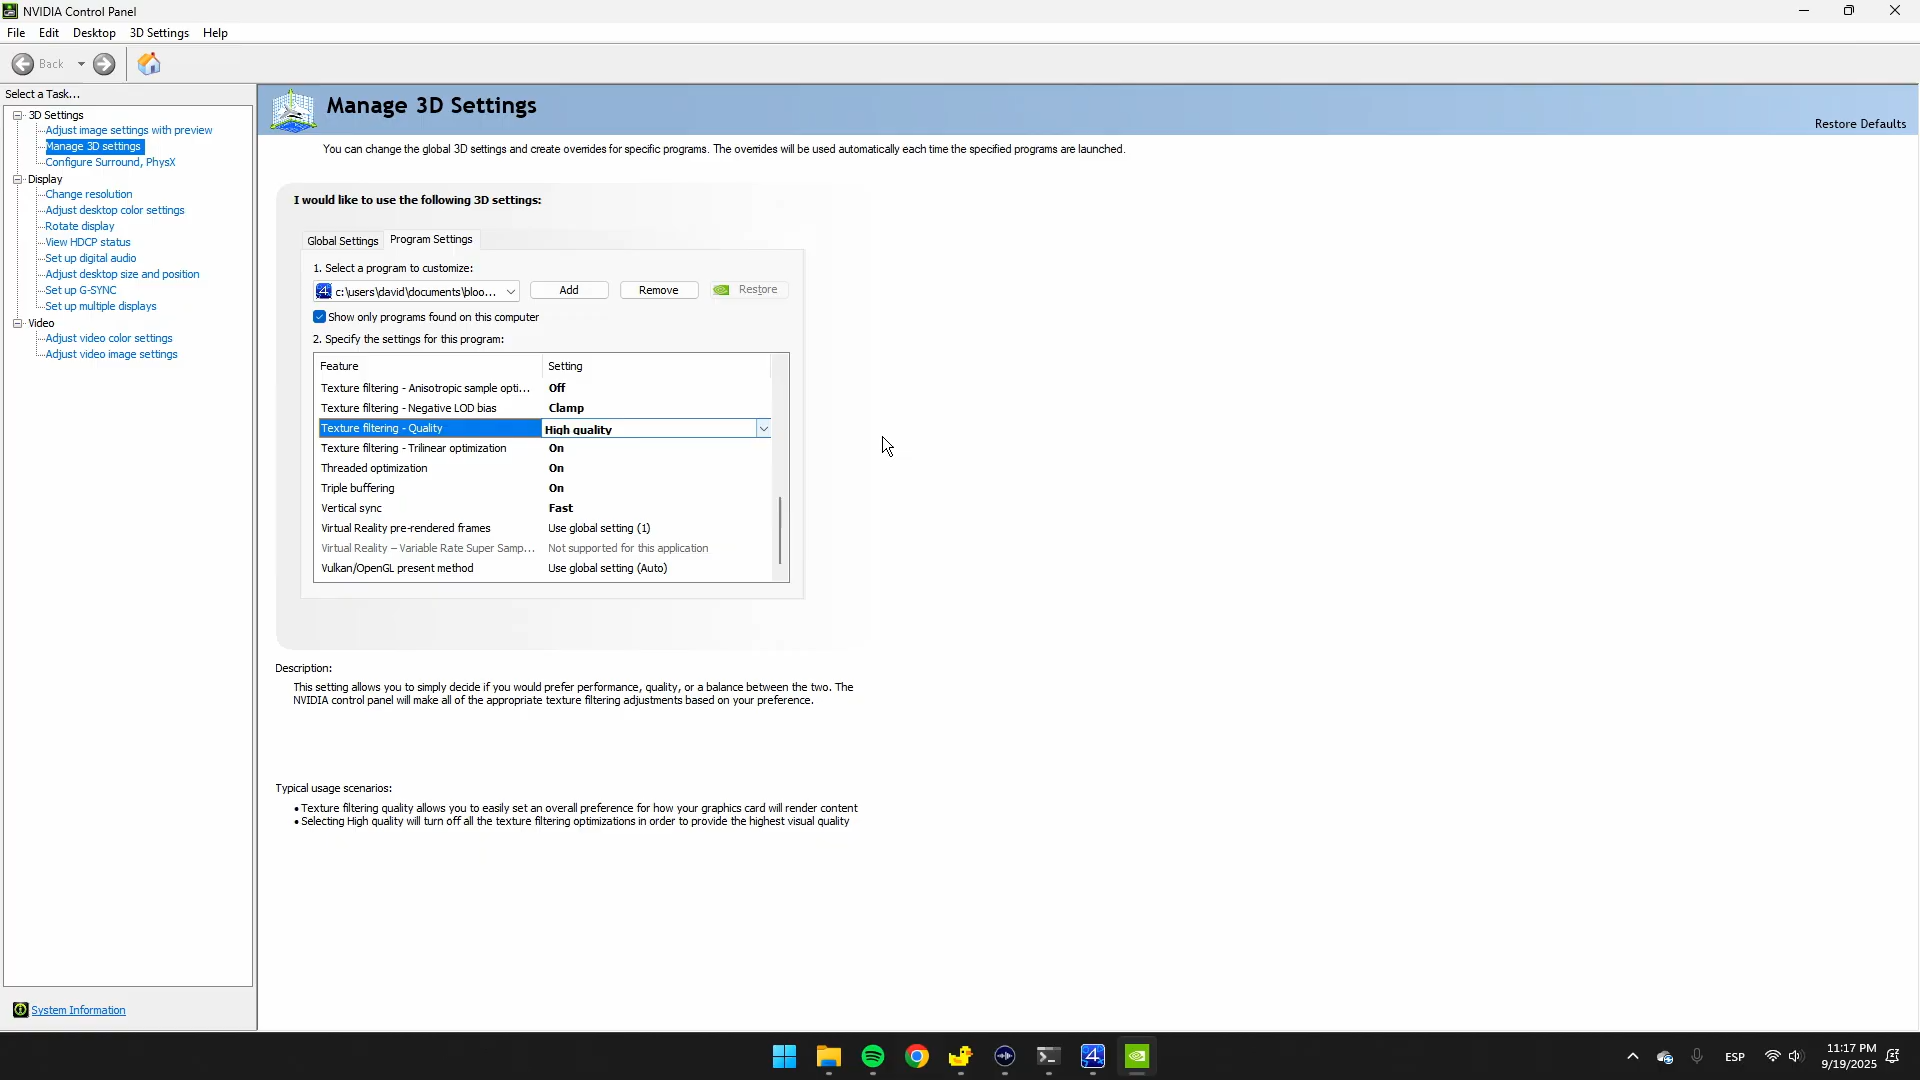 NVIDIA Control Panel
File Edit Desktop 3D Settings Help
Back
Select a Task...
3D Settings
Adjust image settings with preview
Manage 3D settings
Configure Surround, PhysX
Display
Change resolution
Adjust desktop color settings
Rotate display
View HDCP status
Set up digital audio
Adjust desktop size and position
Set up G-SYNC
Set up multiple displays
Video
Adjust video color settings
Adjust video image settings
System Information
Manage 3D Settings
Restore Defaults
You can change the global 3D settings and create overrides for specific programs. The overrides will be used automatically each time the specified programs are launched.
I would like to use the following 3D settings:
Global Settings Program Settings
1. Select a program to customize:
c:\users\david\documents\bloo... Add Remove Restore
Show only programs found on this computer
2. Specify the settings for this program:
Feature Setting
Texture filtering - Anisotropic sample opti... Off
Texture filtering - Negative LOD bias Clamp
Texture filtering - Quality High quality
Texture filtering - Trilinear optimization On
Threaded optimization On
Triple buffering On
Vertical sync Fast
Virtual Reality pre-rendered frames Use global setting (1)
Virtual Reality – Variable Rate Super Samp... Not supported for this application
Vulkan/OpenGL present method Use global setting (Auto)
Description:
This setting allows you to simply decide if you would prefer performance, quality, or a balance between the two. The
NVIDIA control panel will make all of the appropriate texture filtering adjustments based on your preference.
Typical usage scenarios:
• Texture filtering quality allows you to easily set an overall preference for how your graphics card will render content
• Selecting High quality will turn off all the texture filtering optimizations in order to provide the highest visual quality
ESP
11:17 PM
9/19/2025